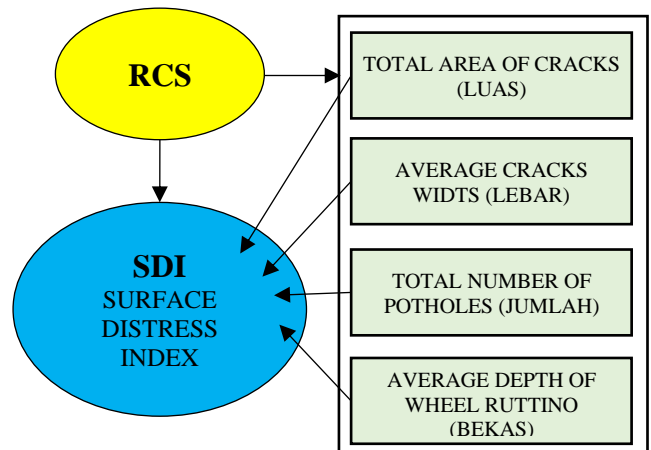 RCS
TOTAL AREA OF CRACKS
(LUAS)
AVERAGE CRACKS
WIDTS (LEBAR)
SDI
SURFACE
DISTRESS
INDEX
TOTAL NUMBER OF
POTHOLES (JUMLAH)
AVERAGE DEPTH OF
WHEEL RUTTINO
(BEKAS)